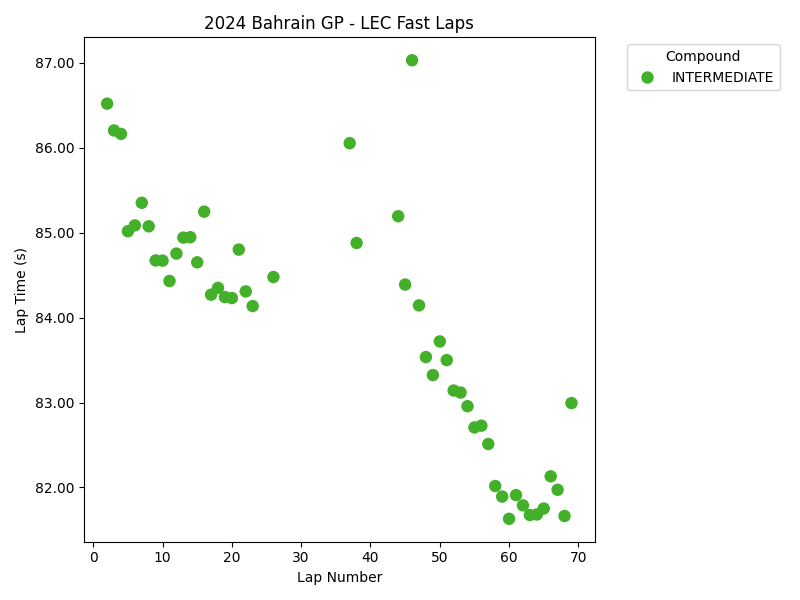 2024 Bahrain GP - LEC Fast Laps
Compound
INTERMEDIATE
Lap Time (s)
87.00
86.00
85.00
84.00
83.00
82.00
0 10 20 30 40 50 60 70
Lap Number